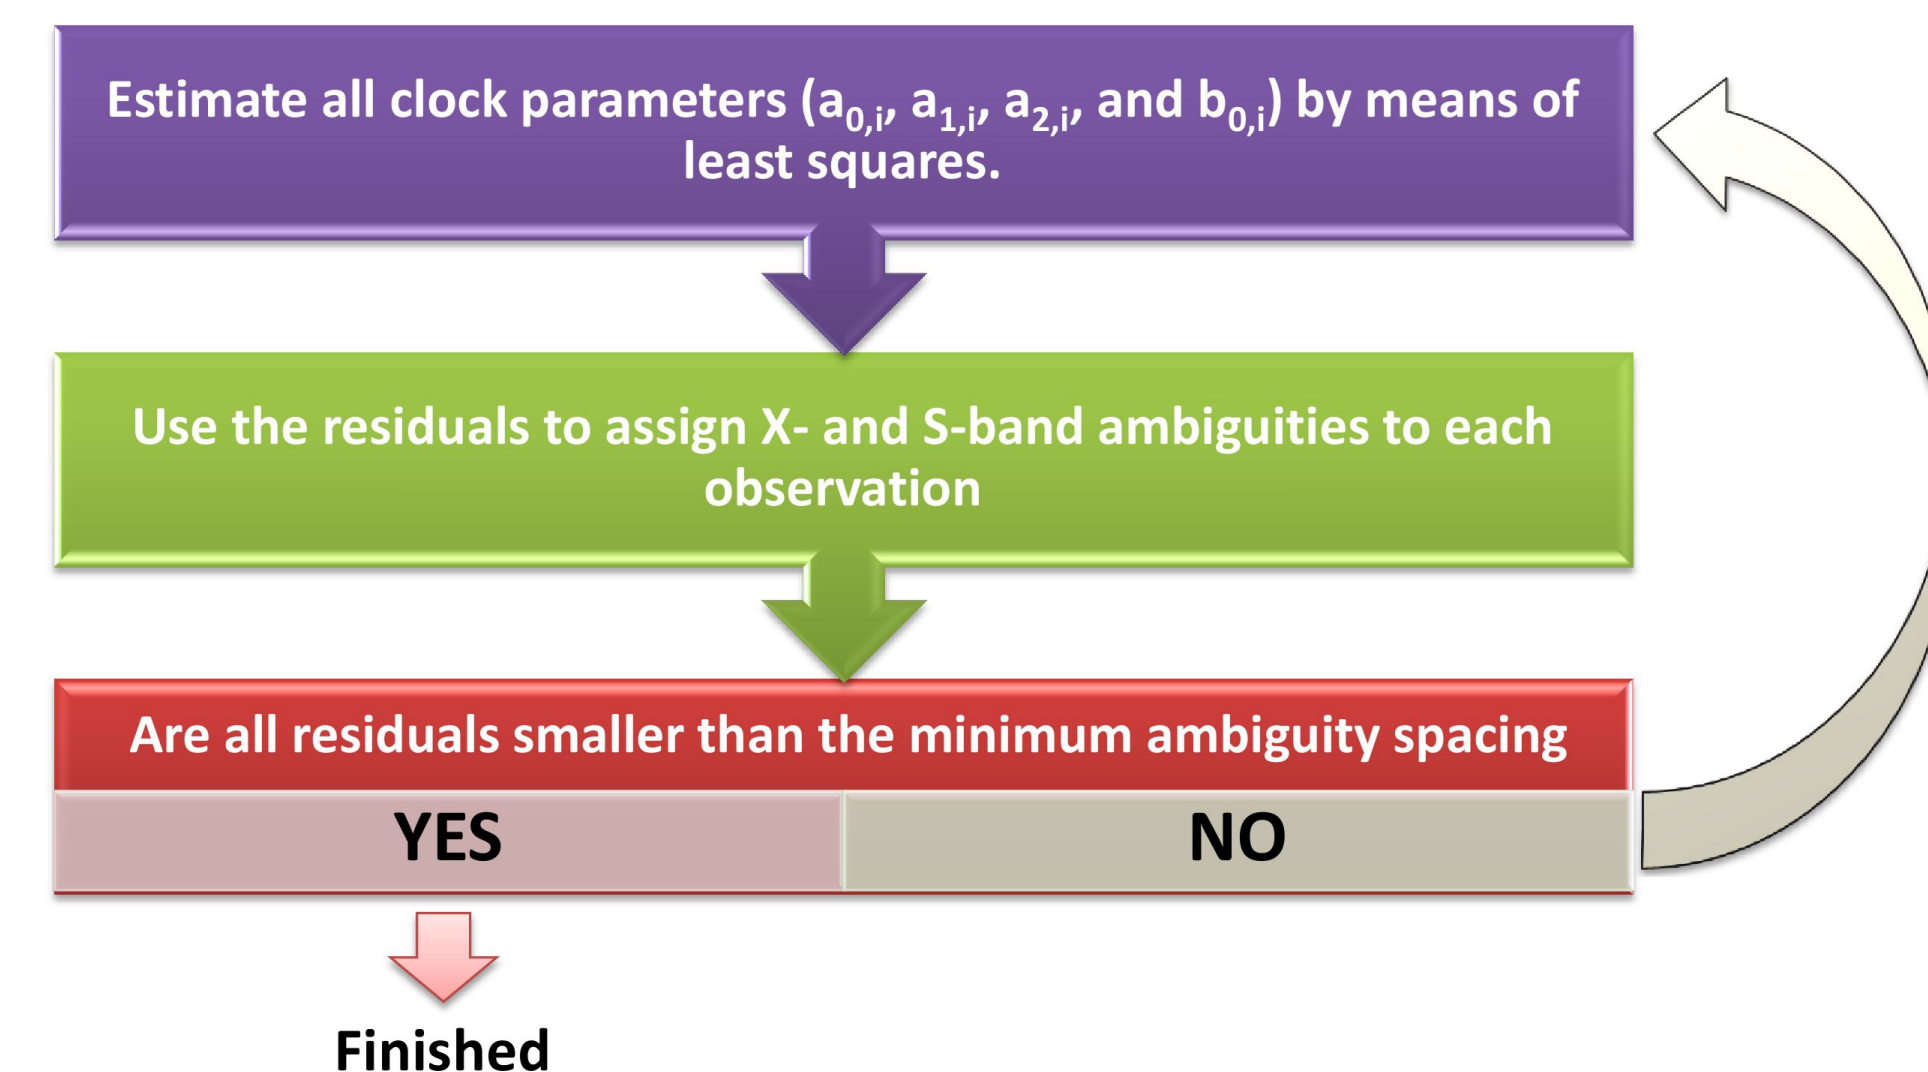 Estimate all clock parameters (a₀,ᵢ, a₁,ᵢ, a₂,ᵢ, and b₀,ᵢ) by means of
least squares.
Use the residuals to assign X- and S-band ambiguities to each
observation
Are all residuals smaller than the minimum ambiguity spacing
YES
NO
Finished